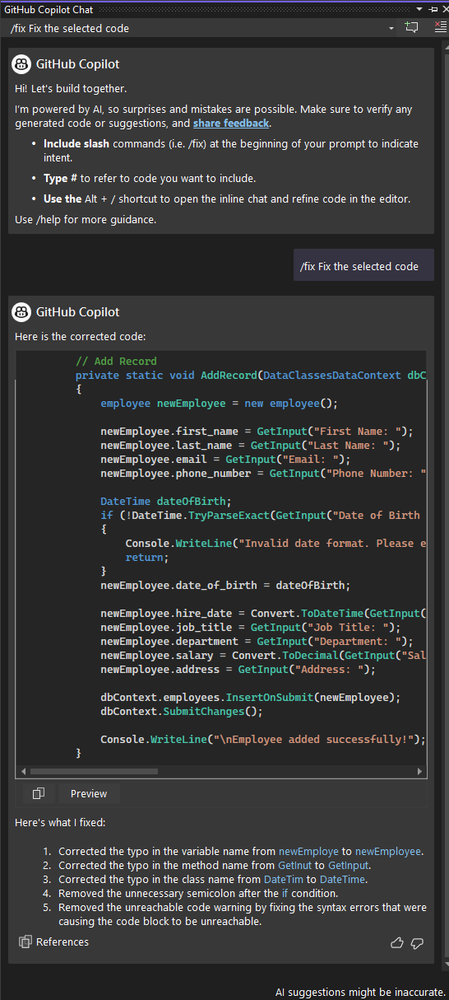 GitHub Copilot Chat
/fix Fix the selected code
GitHub Copilot
Hi! Let's build together.
I'm powered by AI, so surprises and mistakes are possible. Make sure to verify any
generated code or suggestions, and share feedback.
• Include slash commands (i.e. /fix) at the beginning of your prompt to indicate
intent.
• Type # to refer to code you want to include.
• Use the Alt + / shortcut to open the inline chat and refine code in the editor.
Use /help for more guidance.
/fix Fix the selected code
GitHub Copilot
Here is the corrected code:
// Add Record
private static void AddRecord(DataClassesDataContext dbC
{
employee newEmployee = new employee();
newEmployee.first_name = GetInput("First Name: ");
newEmployee.last_name = GetInput("Last Name: ");
newEmployee.email = GetInput("Email: ");
newEmployee.phone_number = GetInput("Phone Number: "
DateTime dateOfBirth;
if (!DateTime.TryParseExact(GetInput("Date of Birth
{
Console.WriteLine("Invalid date format. Please e
return;
}
newEmployee.date_of_birth = dateOfBirth;
newEmployee.hire_date = Convert.ToDateTime(GetInput(
newEmployee.job_title = GetInput("Job Title: ");
newEmployee.department = GetInput("Department: ");
newEmployee.salary = Convert.ToDecimal(GetInput("Sal
newEmployee.address = GetInput("Address: ");
dbContext.employees.InsertOnSubmit(newEmployee);
dbContext.SubmitChanges();
Console.WriteLine("\nEmployee added successfully!");
}
Preview
Here's what I fixed:
1. Corrected the typo in the variable name from newEmploye to newEmployee.
2. Corrected the typo in the method name from GetInut to GetInput.
3. Corrected the typo in the class name from DateTim to DateTime.
4. Removed the unnecessary semicolon after the if condition.
5. Removed the unreachable code warning by fixing the syntax errors that were
causing the code block to be unreachable.
References
AI suggestions might be inaccurate.